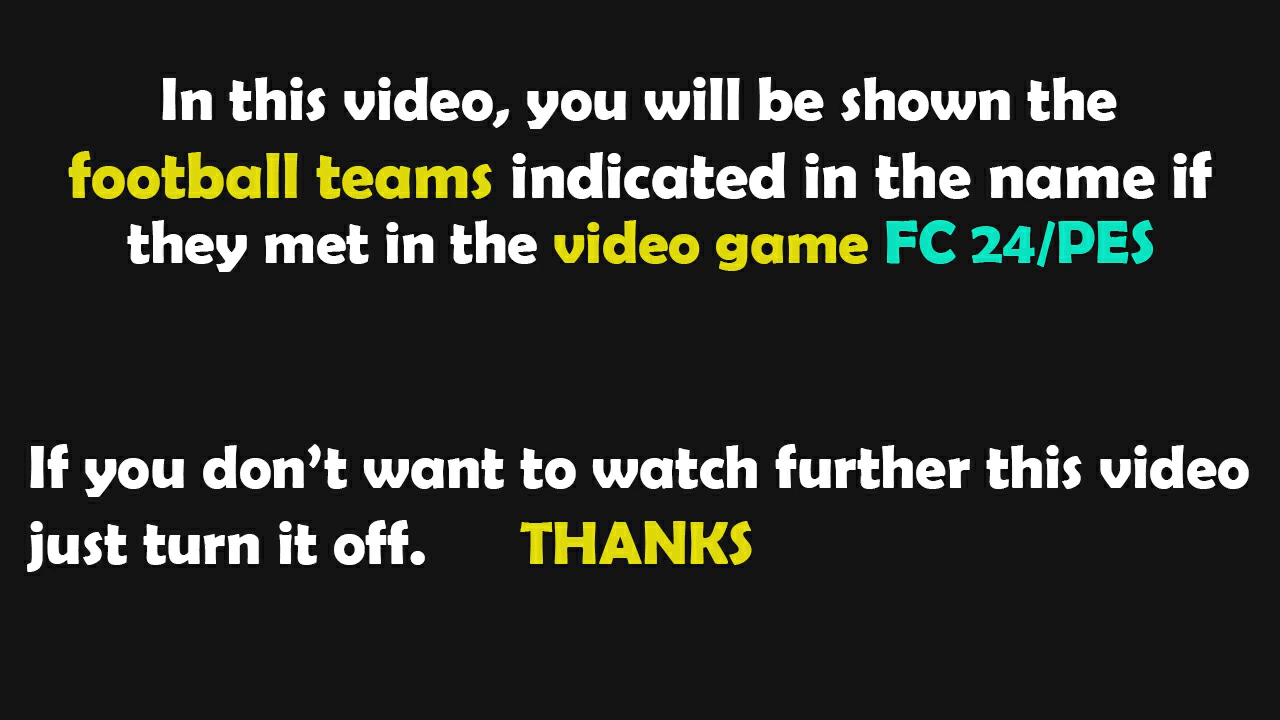 In this video, you will be shown the
football teams indicated in the name if
they met in the video game FC 24/PES
If you don’t want to watch further this video
just turn it off. THANKS